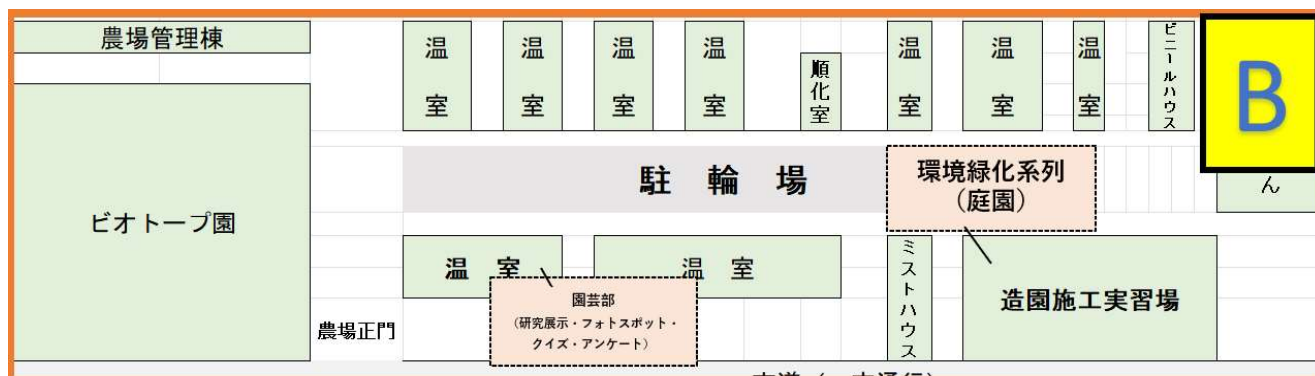 農場管理棟
温室
温室
温室
温室
順化室
温室
温室
温室
ビニールハウス
B
駐輪場
環境緑化系列
(庭園)
ん
ビオトープ園
温室
温室
ミストハウス
造園施工実習場
園芸部
(研究展示・フォトスポット・
クイズ・アンケート)
農場正門